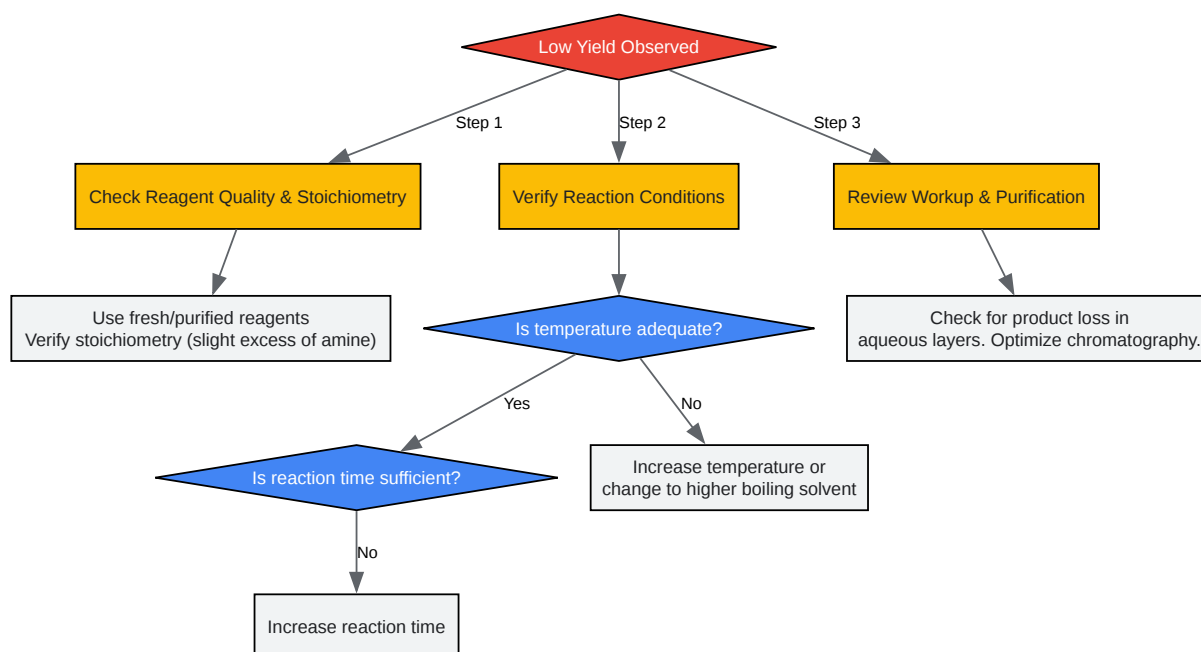 Low Yield Observed
Step 1
Step 2
Step 3
Check Reagent Quality & Stoichiometry
Verify Reaction Conditions
Review Workup & Purification
Use fresh/purified reagents
Verify stoichiometry (slight excess of amine)
Is temperature adequate?
Check for product loss in
aqueous layers. Optimize chromatography.
Yes
No
Is reaction time sufficient?
Increase temperature or
change to higher boiling solvent
No
Increase reaction time